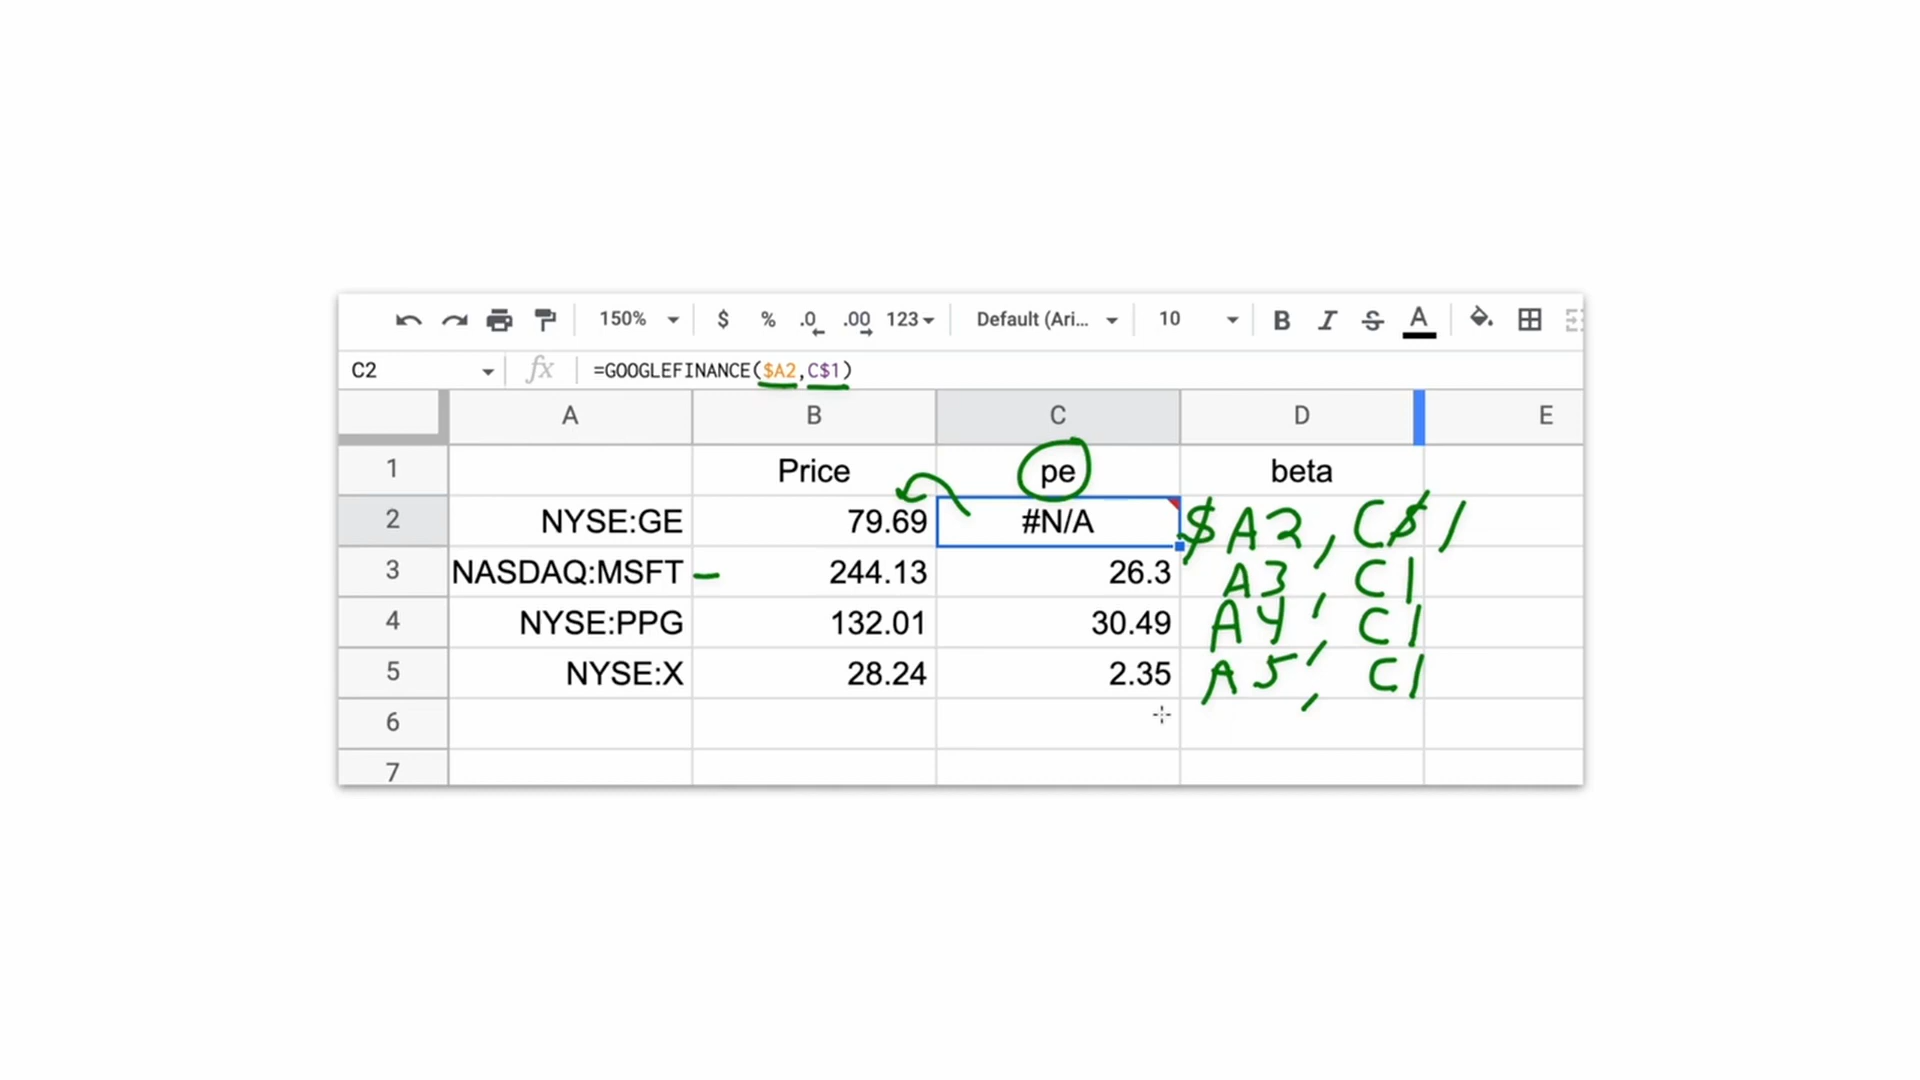 150% $ % .0 .00 123 Default (Ari... 10 B I S A
C2 fx =GOOGLEFINANCE($A2,C$1)
A B C D E
1 Price pe beta
2 NYSE:GE 79.69 #N/A $A2, C$1
3 NASDAQ:MSFT 244.13 26.3 A3, C1
4 NYSE:PPG 132.01 30.49 A4, C1
5 NYSE:X 28.24 2.35 A5, C1
6
7